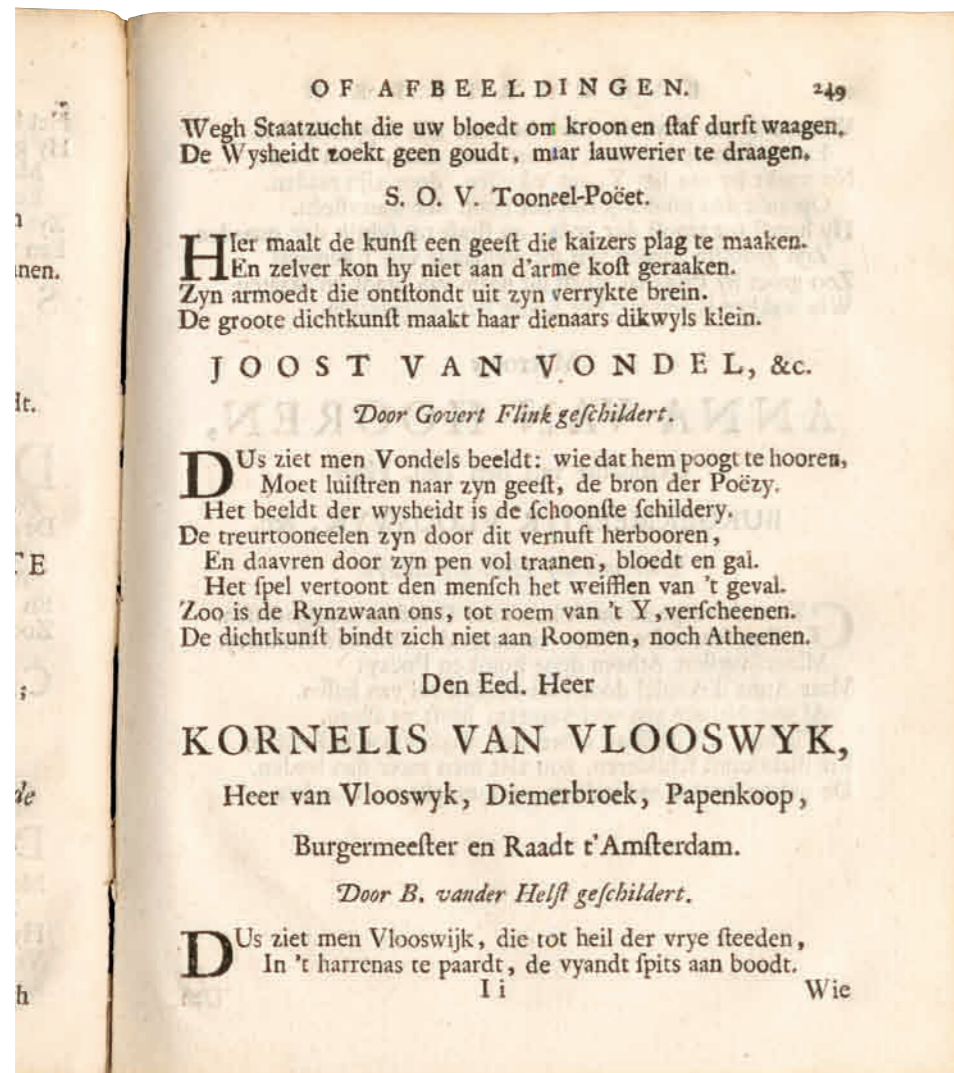 OF AFBEELDINGEN. 249
Wegh Staatzucht die uw bloedt om kroon en ſtaf durft waagen.
De Wysheidt zoekt geen goudt, maar lauwerier te draagen.
S. O. V. Tooneel-Poëet.
HIer maalt de kunſt een geeſt die kaizers plag te maaken.
En zelver kon hy niet aan d'arme koſt geraaken.
Zyn armoedt die ontſtondt uit zyn verrykte brein.
De groote dichtkunſt maakt haar dienaars dikwyls klein.
JOOST VAN VONDEL, &c.
Door Govert Flink geſchildert.
DUs ziet men Vondels beeldt: wie dat hem poogt te hooren,
Moet luiſtren naar zyn geeſt, de bron der Poëzy.
Het beeldt der wysheidt is de ſchoonſte ſchildery.
De treurtooneelen zyn door dit vernuft herbooren,
En daavren door zyn pen vol traanen, bloedt en gal.
Het ſpel vertoont den menſch het weifflen van 't geval.
Zoo is de Rynzwaan ons, tot roem van 't Y, verſcheenen.
De dichtkunſt bindt zich niet aan Roomen, noch Atheenen.
Den Eed. Heer
KORNELIS VAN VLOOSWYK,
Heer van Vlooswyk, Diemerbroek, Papenkoop,
Burgermeeſter en Raadt t'Amſterdam.
Door B. vander Helſt geſchildert.
DUs ziet men Vlooswijk, die tot heil der vrye ſteeden,
In 't harrenas te paardt, de vyandt ſpits aan boodt.
I i Wie